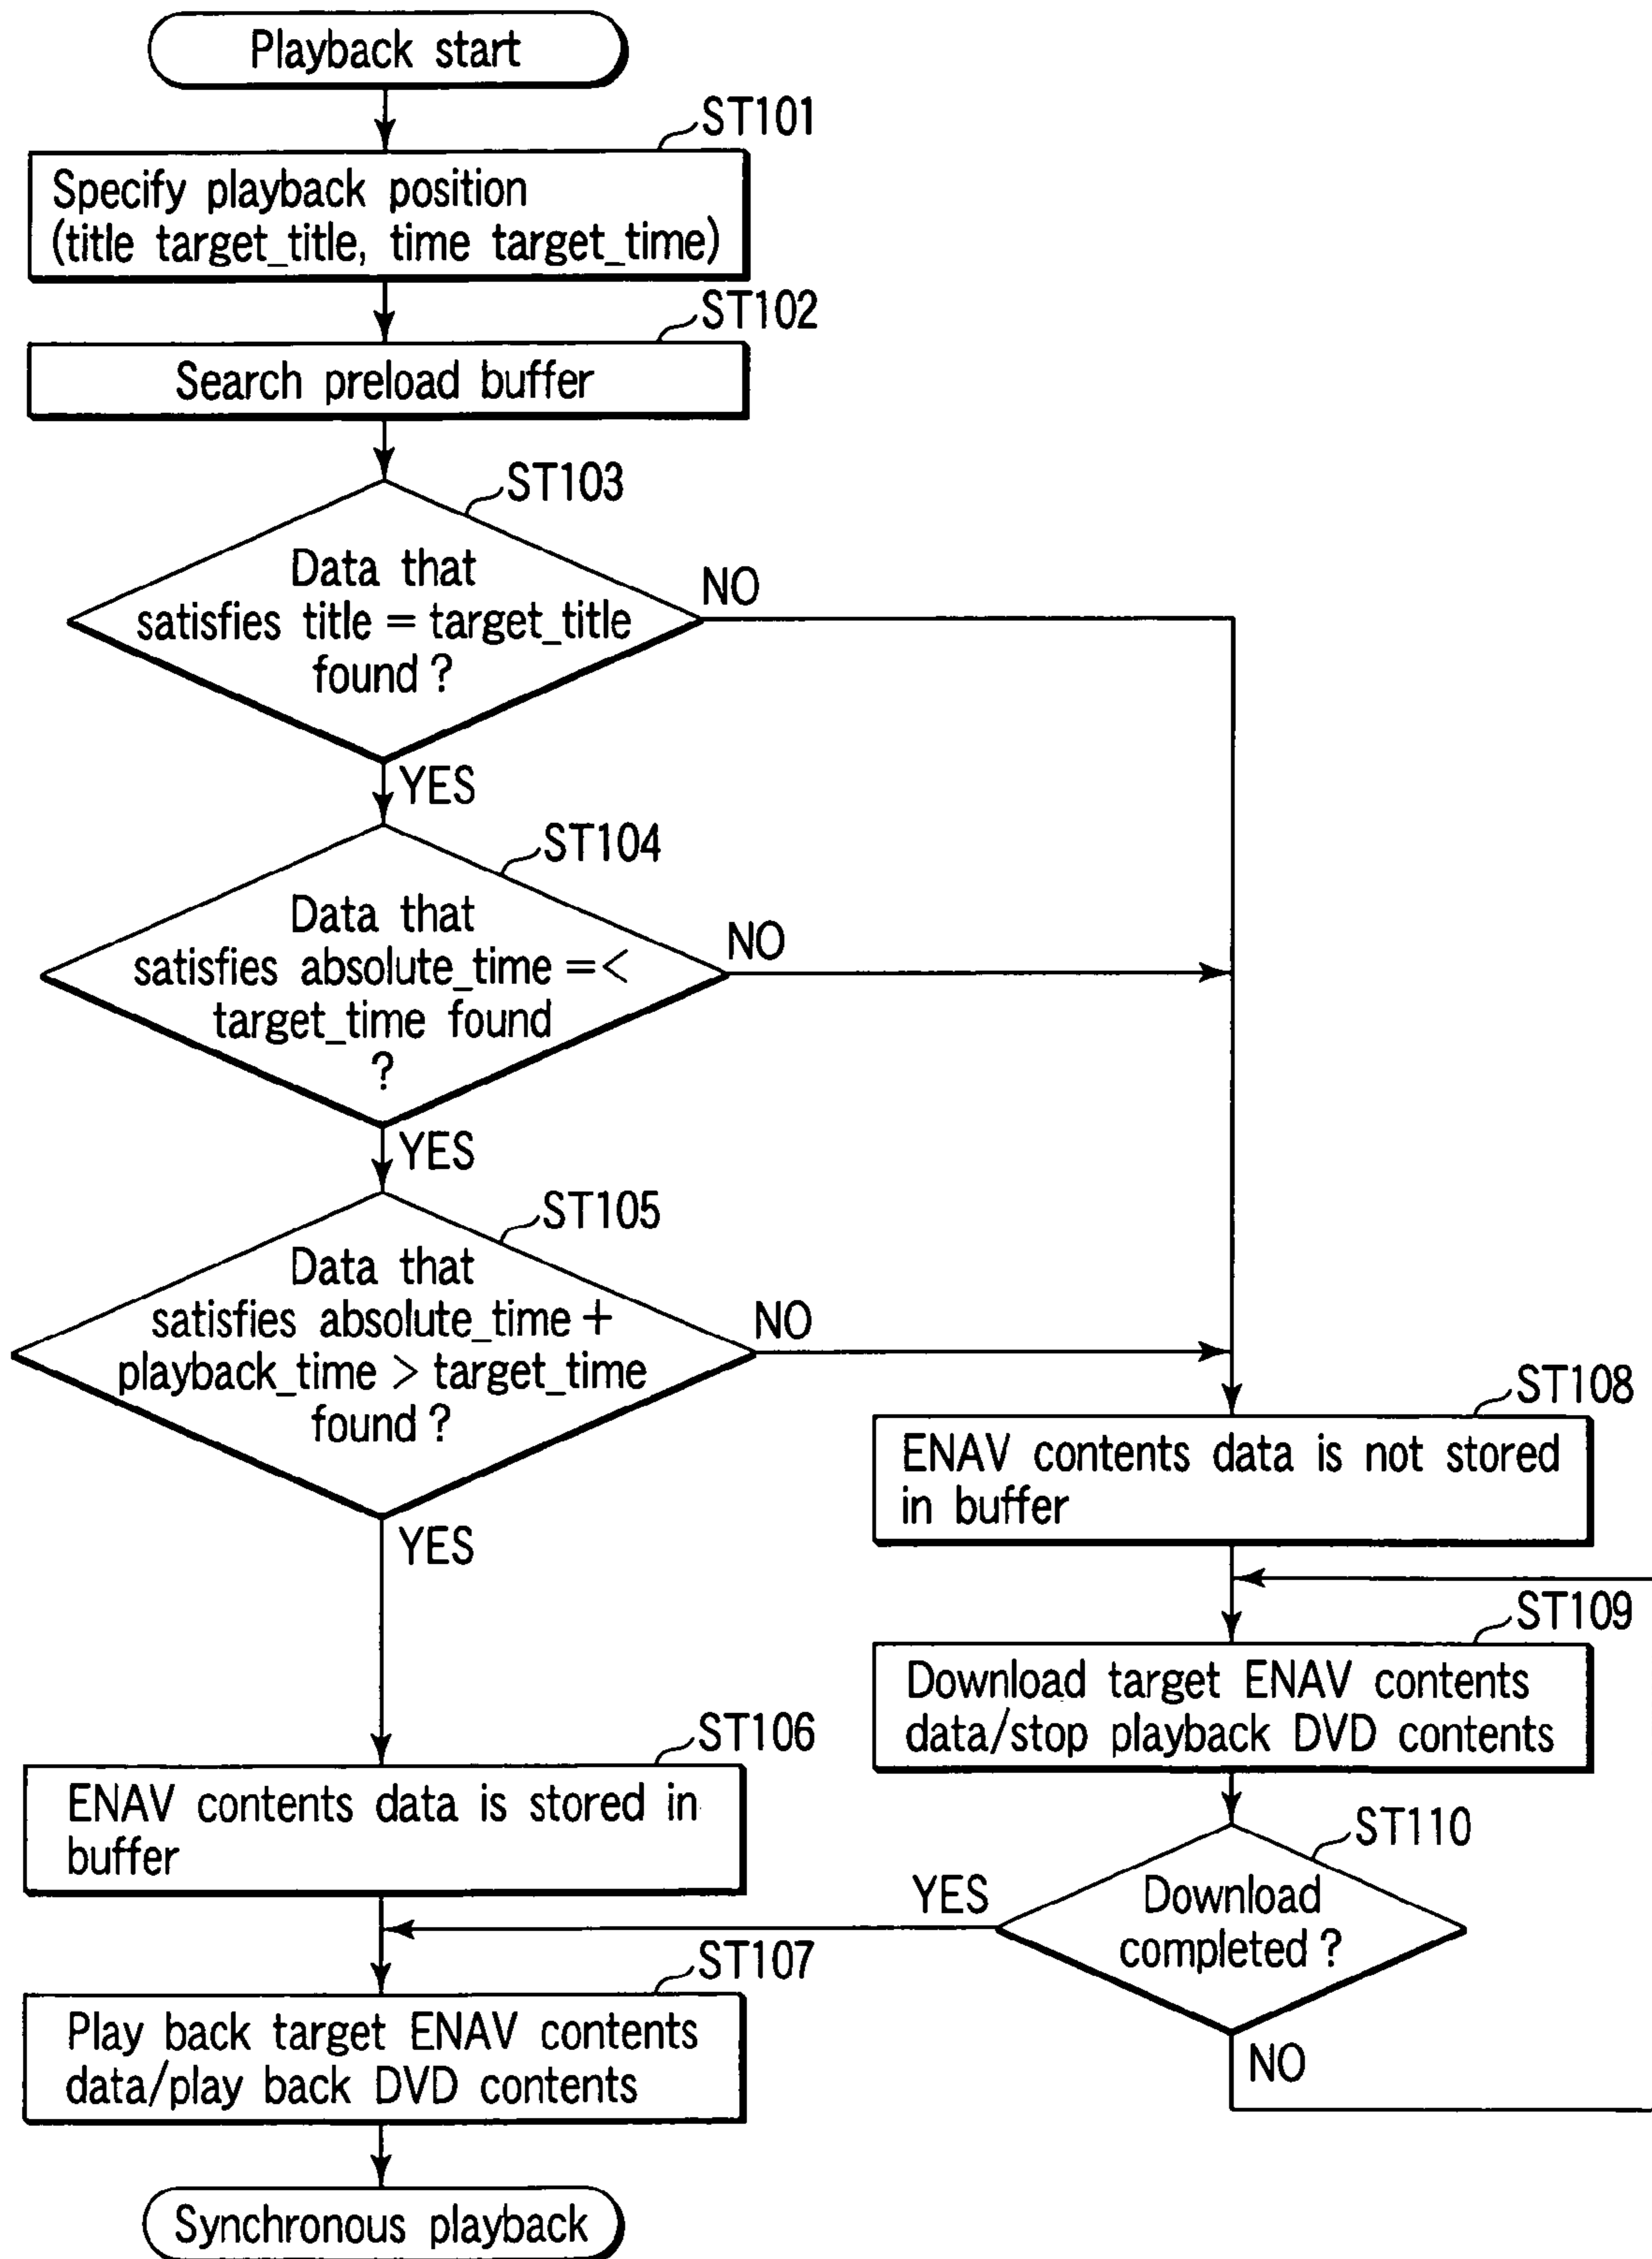 Playback start
ST101
Specify playback position
(title target_title, time target_time)
ST102
Search preload buffer
ST103
Data that
satisfies title = target_title
found ?
NO
YES
ST104
Data that
satisfies absolute_time =<
target_time found
?
NO
YES
ST105
Data that
satisfies absolute_time +
playback_time > target_time
found ?
NO
YES
ST108
ENAV contents data is not stored
in buffer
ST109
Download target ENAV contents
data/stop playback DVD contents
ST106
ENAV contents data is stored in
buffer
ST110
Download
completed ?
YES
NO
ST107
Play back target ENAV contents
data/play back DVD contents
Synchronous playback